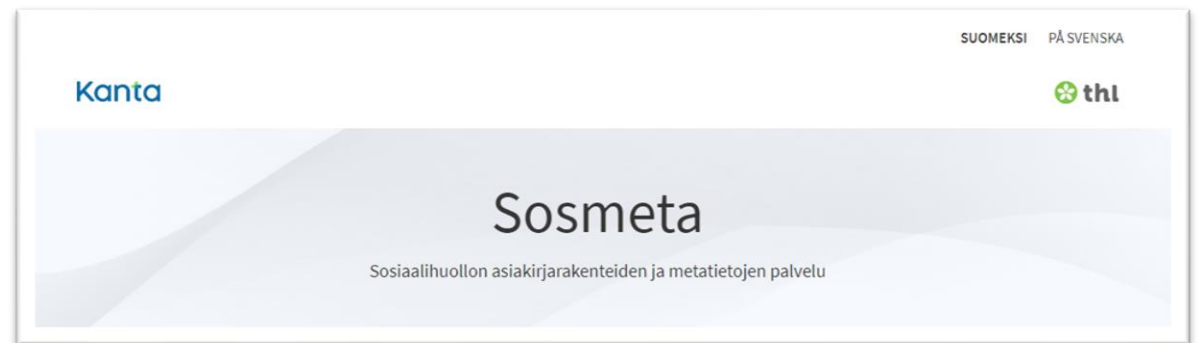 SUOMEKSI PÅ SVENSKA
Kanta thl
Sosmeta
Sosiaalihuollon asiakirjarakenteiden ja metatietojen palvelu